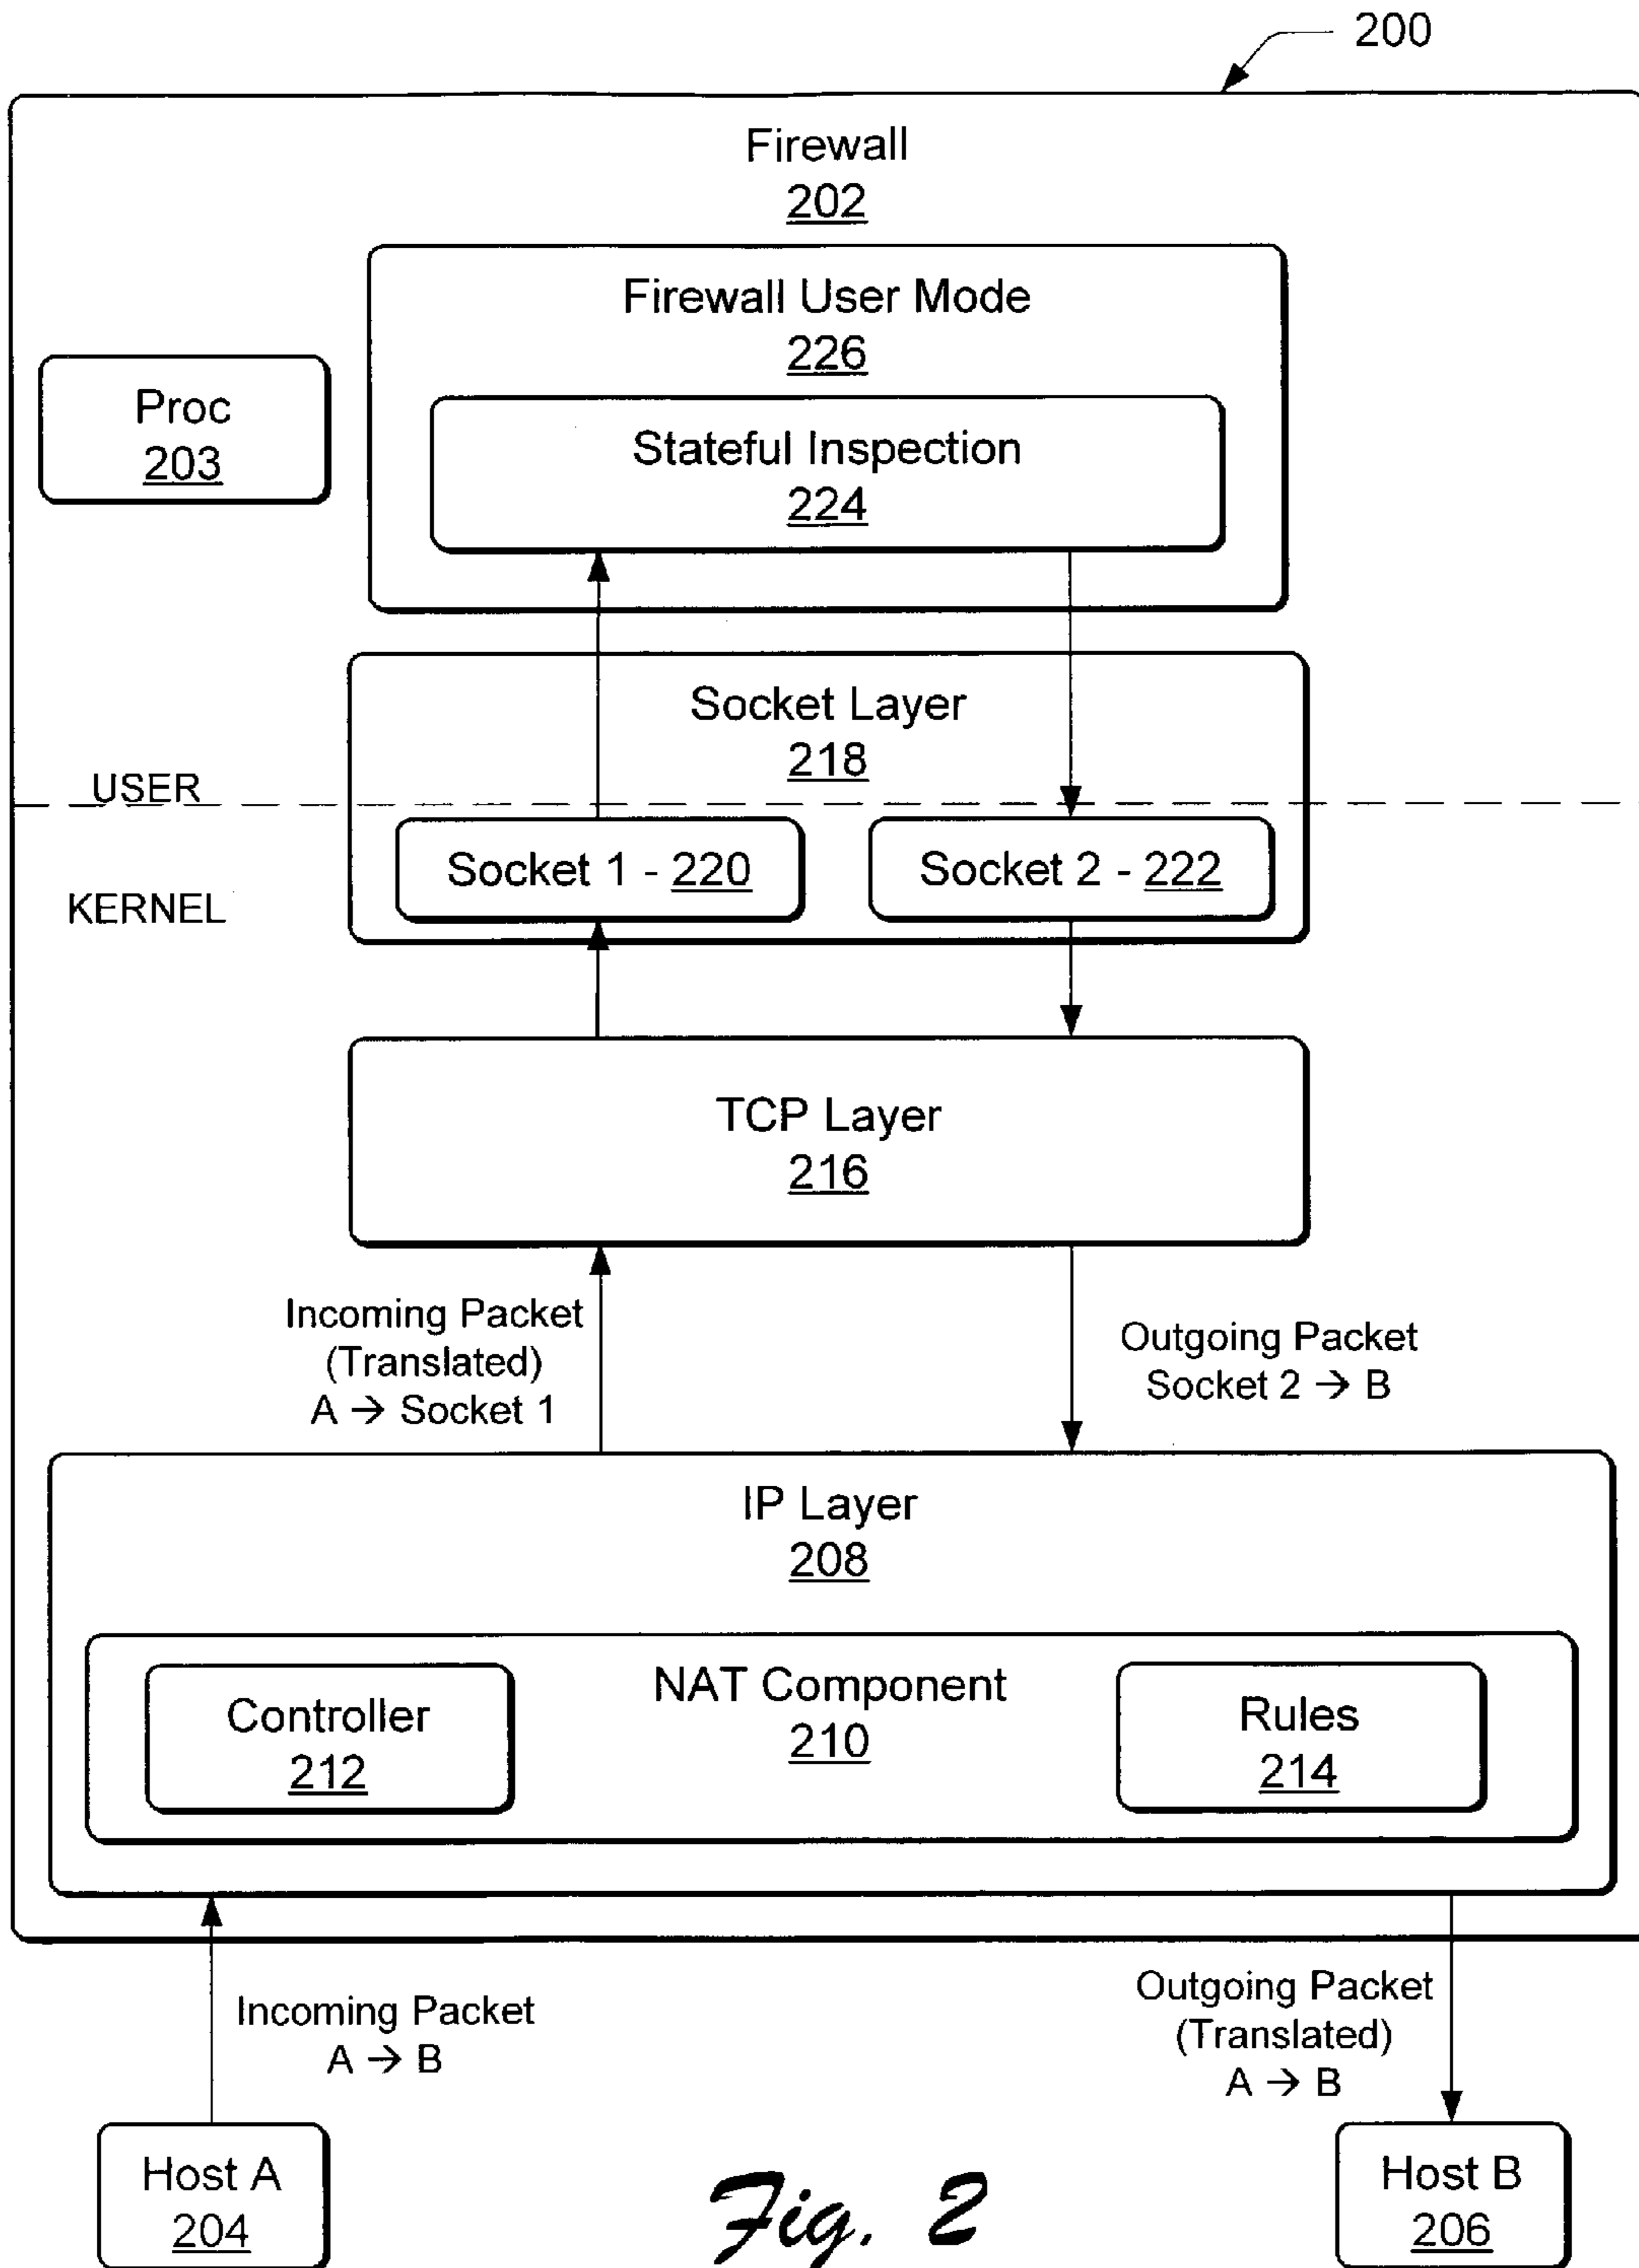 200
Firewall
202
Firewall User Mode
226
Proc
203
Stateful Inspection
224
Socket Layer
218
USER
KERNEL
Socket 1 - 220
Socket 2 - 222
TCP Layer
216
Incoming Packet
(Translated)
A → Socket 1
Outgoing Packet
Socket 2 → B
IP Layer
208
NAT Component
210
Controller
212
Rules
214
Incoming Packet
A → B
Outgoing Packet
(Translated)
A → B
Host A
204
Host B
206
Fig. 2